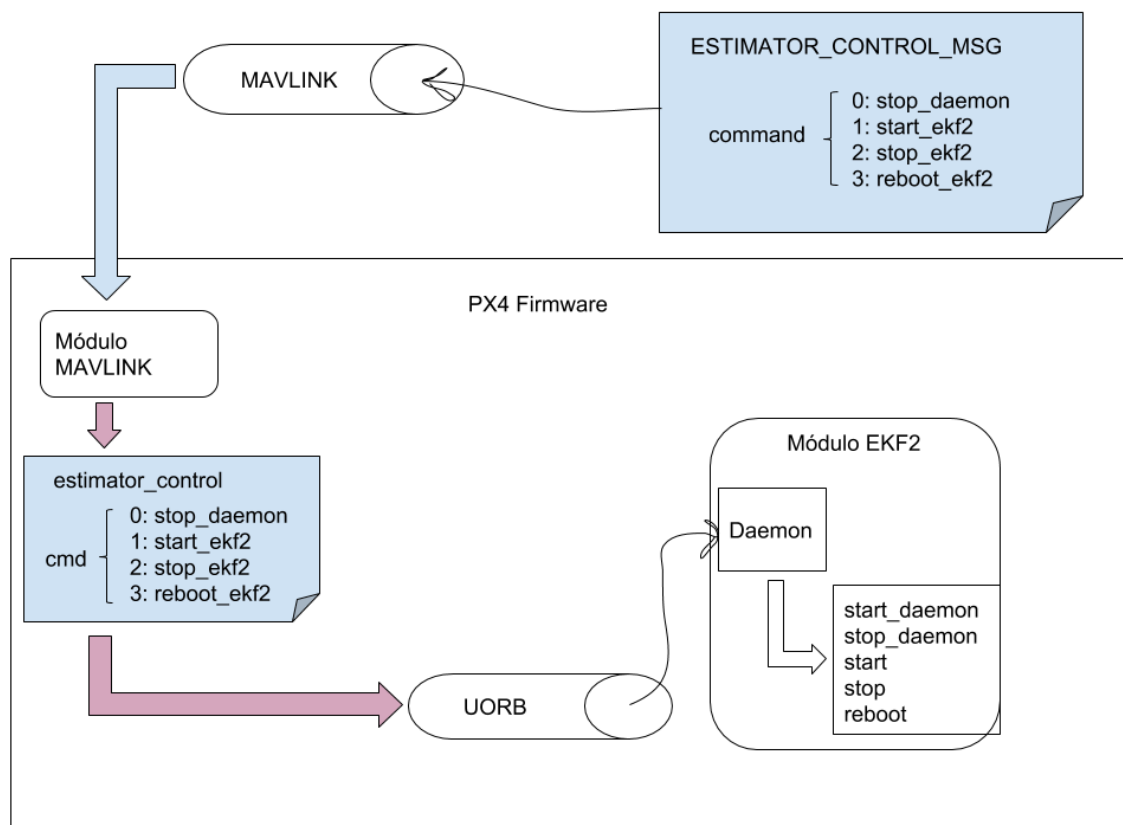 ESTIMATOR_CONTROL_MSG
MAVLINK
command
0: stop_daemon
1: start_ekf2
2: stop_ekf2
3: reboot_ekf2
PX4 Firmware
Módulo
MAVLINK
estimator_control
cmd
0: stop_daemon
1: start_ekf2
2: stop_ekf2
3: reboot_ekf2
UORB
Módulo EKF2
Daemon
start_daemon
stop_daemon
start
stop
reboot